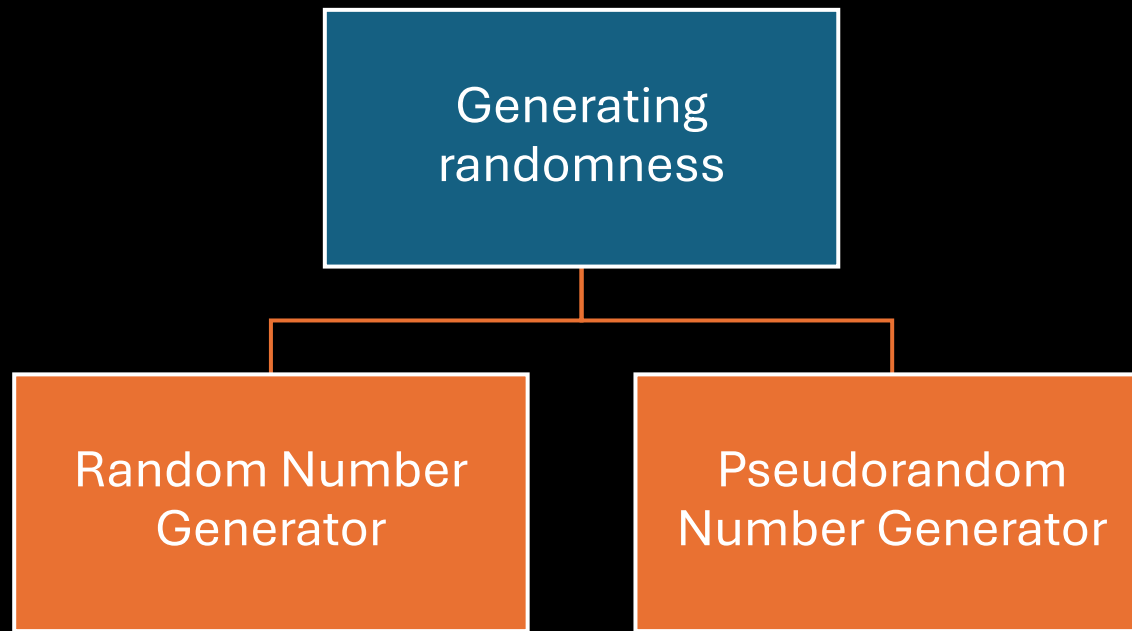 Generating
randomness
Random Number
Generator
Pseudorandom
Number Generator